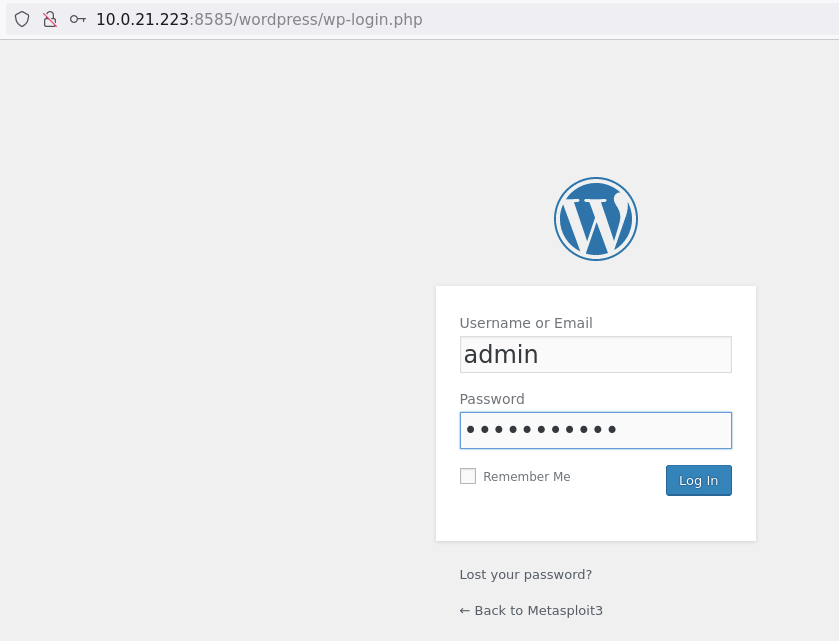 10.0.21.223:8585/wordpress/wp-login.php
Username or Email
admin
Password
•••••••••••
Remember Me
Log In
Lost your password?
← Back to Metasploit3